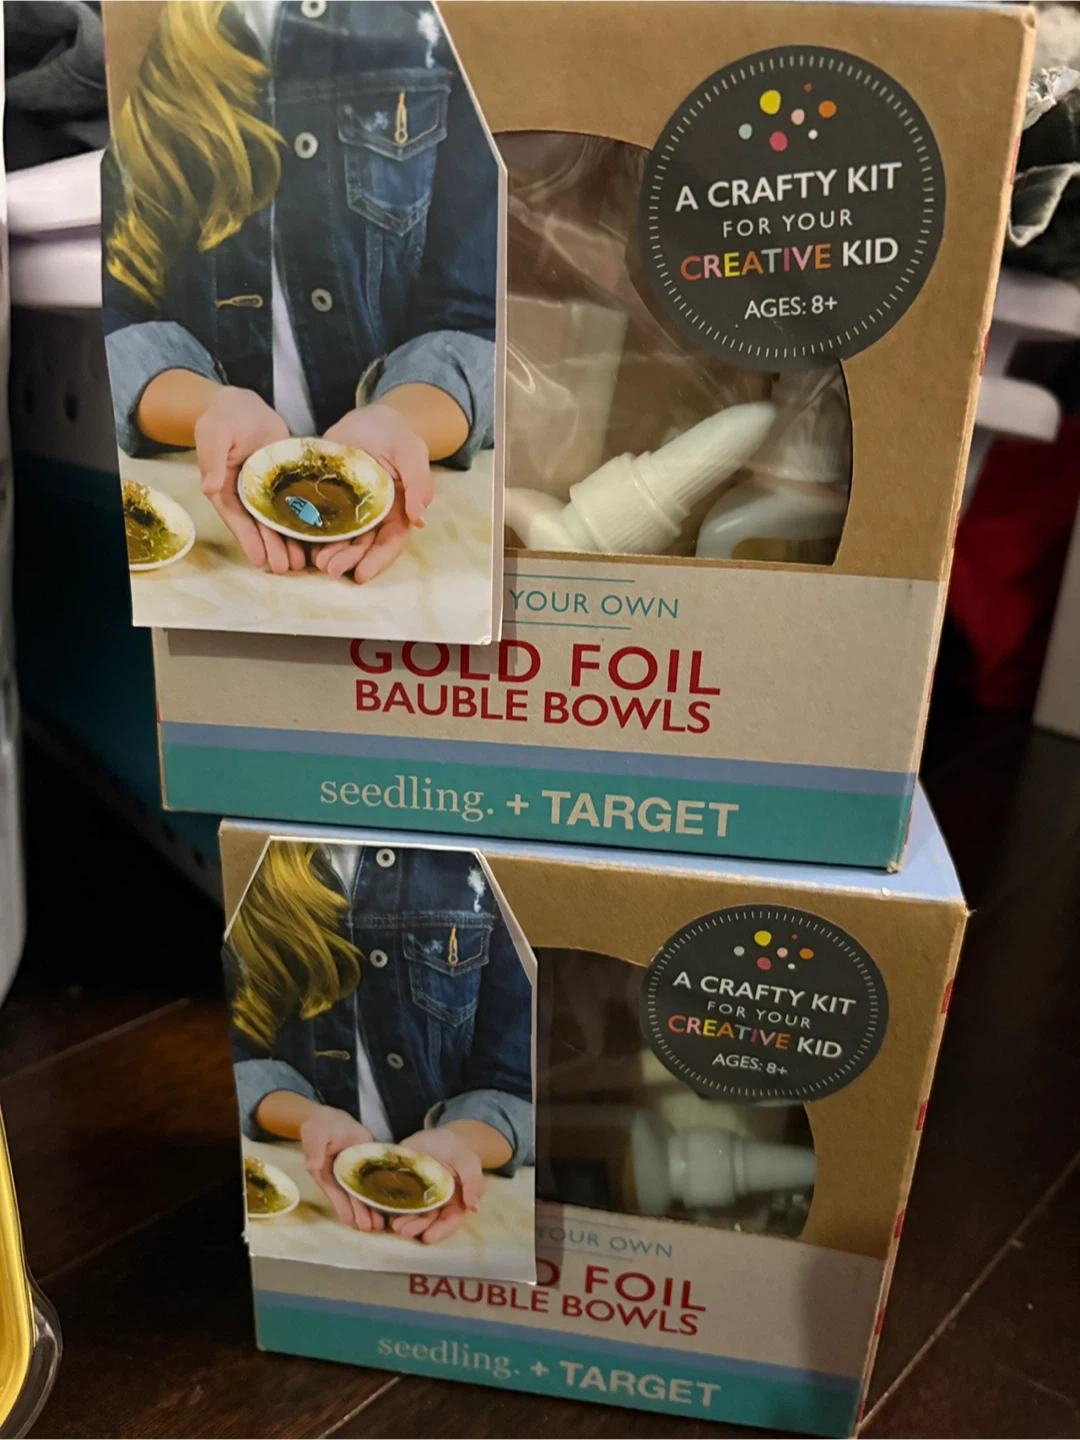 A CRAFTY KIT
FOR YOUR
CREATIVE KID
AGES: 8+
YOUR OWN
GOLD FOIL
BAUBLE BOWLS
seedling. + TARGET
A CRAFTY KIT
FOR YOUR
CREATIVE KID
AGES: 8+
YOUR OWN
D FOIL
BAUBLE BOWLS
seedling. + TARGET